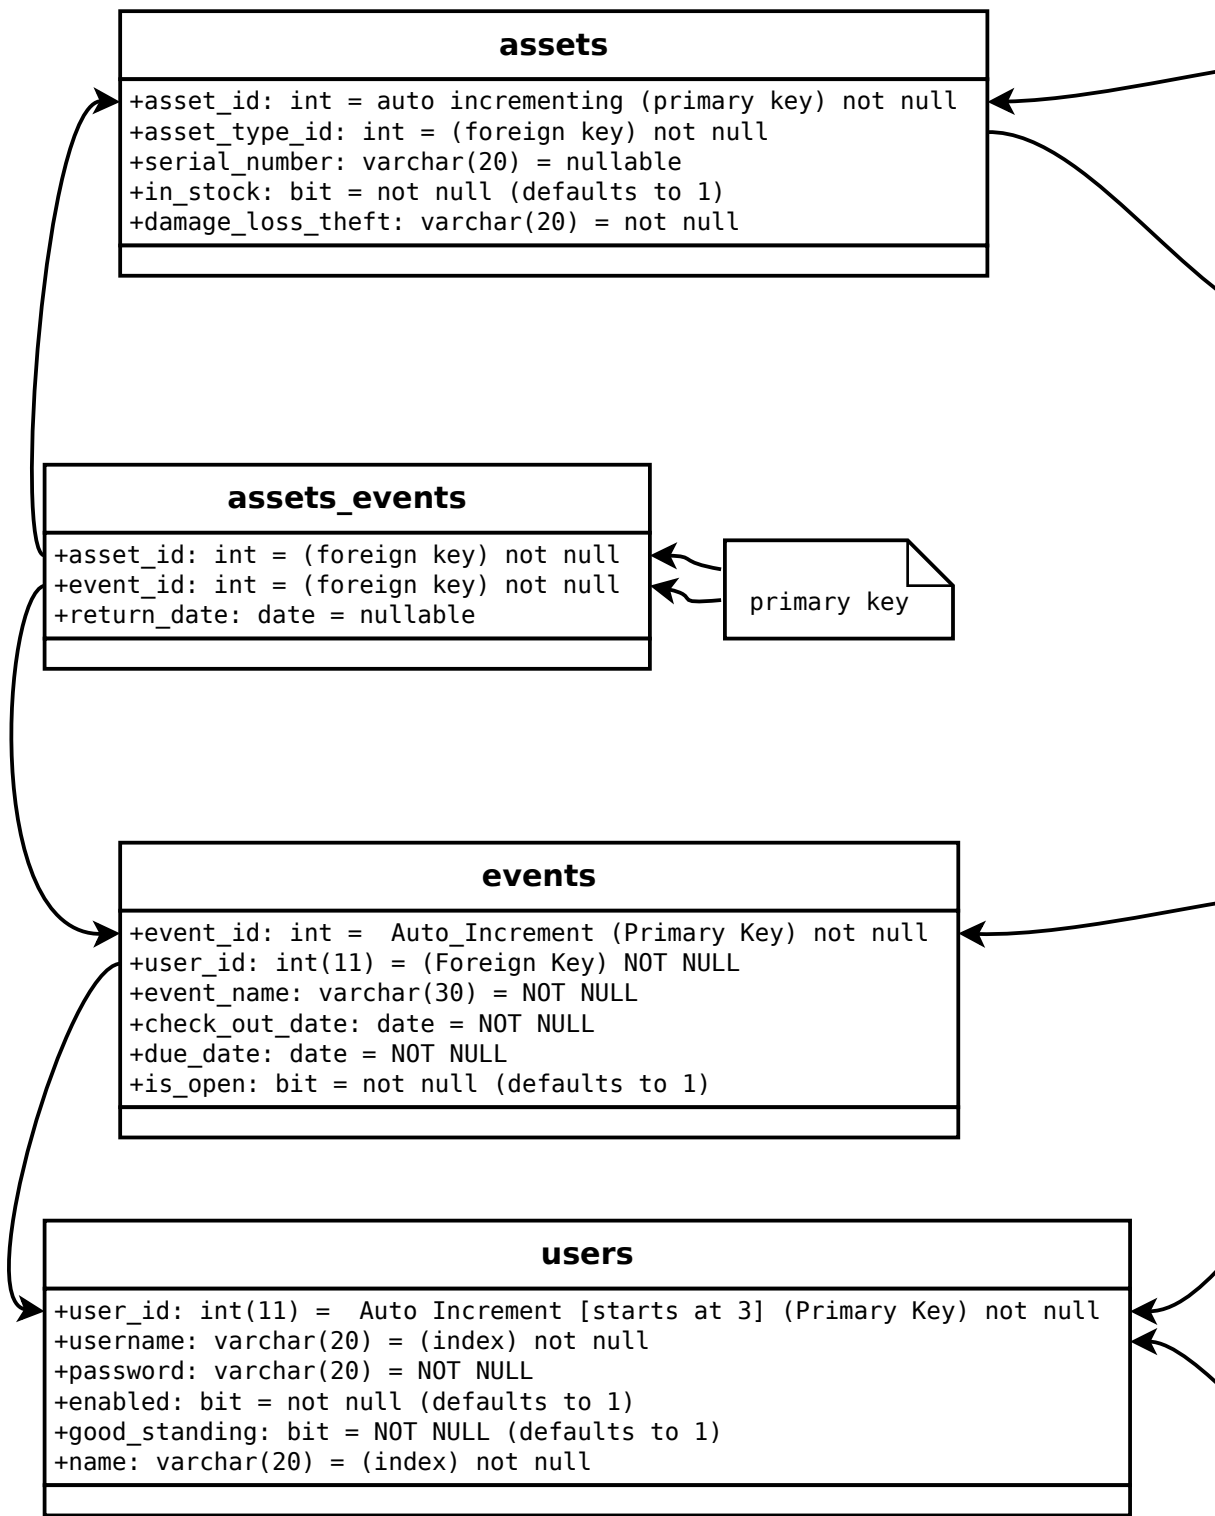 assets
+asset_id: int = auto incrementing (primary key) not null
+asset_type_id: int = (foreign key) not null
+serial_number: varchar(20) = nullable
+in_stock: bit = not null (defaults to 1)
+damage_loss_theft: varchar(20) = not null
assets_events
+asset_id: int = (foreign key) not null
+event_id: int = (foreign key) not null
+return_date: date = nullable
primary key
events
+event_id: int =  Auto_Increment (Primary Key) not null
+user_id: int(11) = (Foreign Key) NOT NULL
+event_name: varchar(30) = NOT NULL
+check_out_date: date = NOT NULL
+due_date: date = NOT NULL
+is_open: bit = not null (defaults to 1)
users
+user_id: int(11) =  Auto Increment [starts at 3] (Primary Key) not null
+username: varchar(20) = (index) not null
+password: varchar(20) = NOT NULL
+enabled: bit = not null (defaults to 1)
+good_standing: bit = NOT NULL (defaults to 1)
+name: varchar(20) = (index) not null